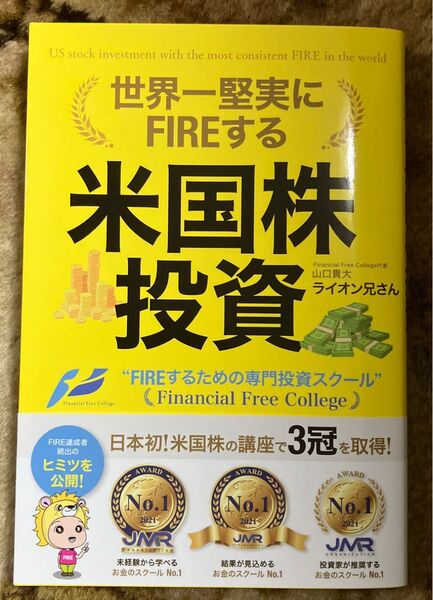 US stock investment with the most consistent FIRE in the world
世界一堅実に
FIREする
米国株
投資
Financial Free College代表
山口貴大
ライオン兄さん
Financial Free College
“FIREするための専門投資スクール”
《Financial Free College》
FIRE達成者
続出の
ヒミツを
公開!
FIRE
日本初!米国株の講座で3冠を取得!
AWARD
No.1
2021
JMR
ORGANIZATION
未経験から学べる
お金のスクール No.1
AWARD
No.1
2021
JMR
ORGANIZATION
結果が見込める
お金のスクール No.1
AWARD
No.1
2021
JMR
ORGANIZATION
投資家が推奨する
お金のスクール No.1